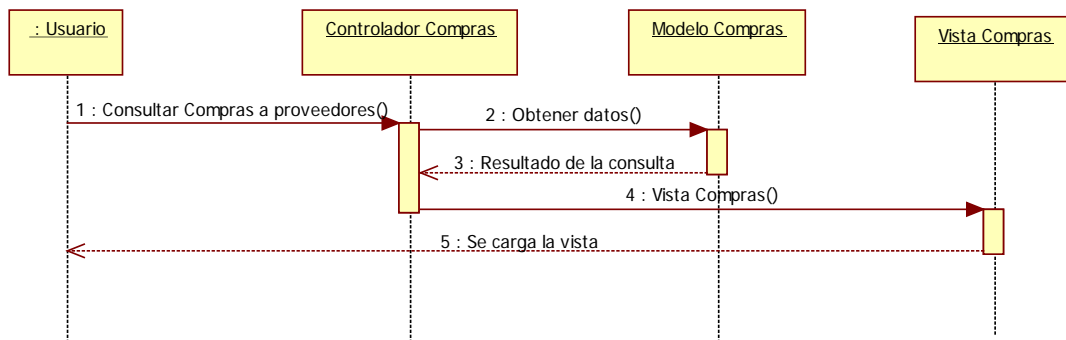 : Usuario
Controlador Compras
Modelo Compras
Vista Compras
1 : Consultar Compras a proveedores()
2 : Obtener datos()
3 : Resultado de la consulta
4 : Vista Compras()
5 : Se carga la vista